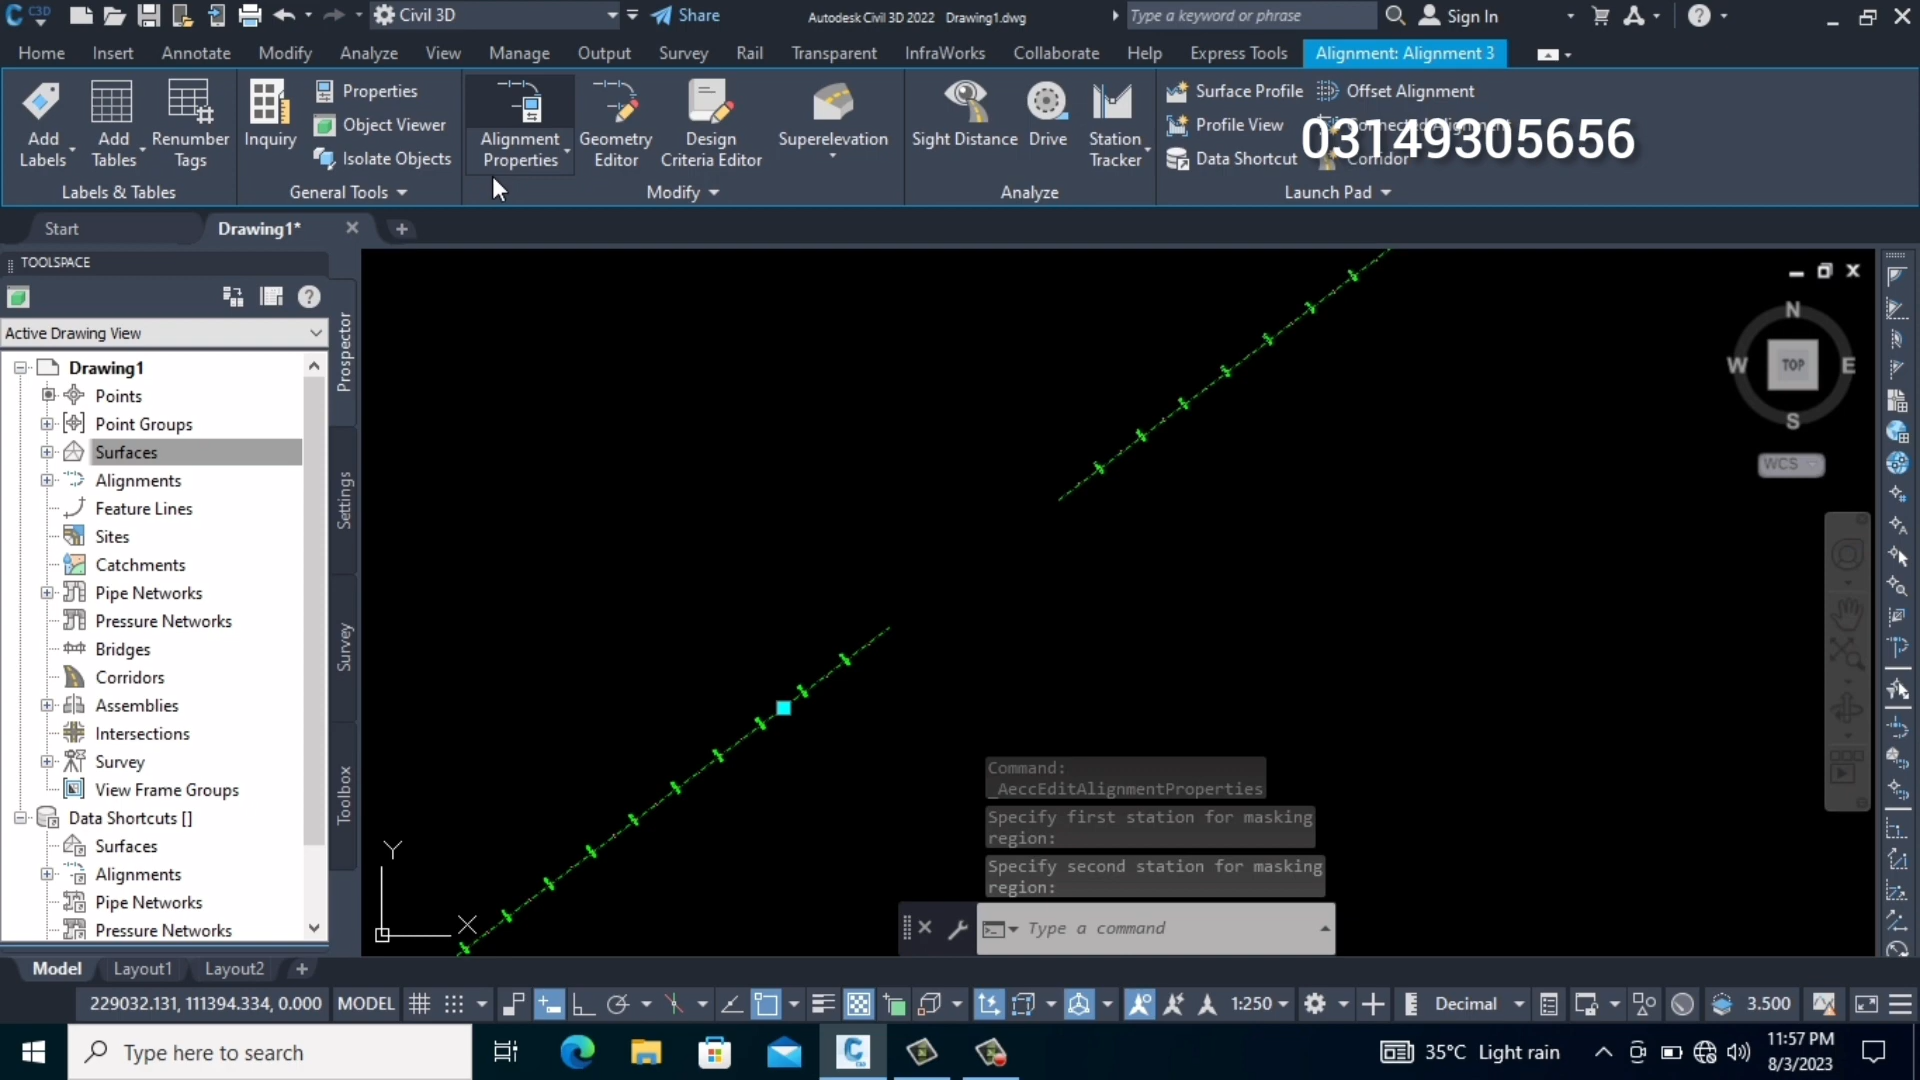 C3D
Civil 3D
Share
Autodesk Civil 3D 2022 Drawing1.dwg
Type a keyword or phrase
Sign In
Home Insert Annotate Modify Analyze View Manage Output Survey Rail Transparent InfraWorks Collaborate Help Express Tools Alignment: Alignment 3
Add Labels
Add Tables
Renumber Tags
Labels & Tables
Inquiry
Properties
Object Viewer
Isolate Objects
General Tools
Alignment Properties
Geometry Editor
Design Criteria Editor
Superelevation
Modify
Sight Distance
Drive
Station Tracker
Analyze
Surface Profile
Profile View
Data Shortcut
Offset Alignment
Connected Alignment
Corridor
03149305656
Launch Pad
Start
Drawing1*
TOOLSPACE
Active Drawing View
Drawing1
Points
Point Groups
Surfaces
Alignments
Feature Lines
Sites
Catchments
Pipe Networks
Pressure Networks
Bridges
Corridors
Assemblies
Intersections
Survey
View Frame Groups
Data Shortcuts []
Surfaces
Alignments
Pipe Networks
Pressure Networks
Prospector
Settings
Survey
Toolbox
N
W TOP E
S
WCS
Y
X
Command:
_AeccEditAlignmentProperties
Specify first station for masking
region:
Specify second station for masking
region:
Type a command
Model Layout1 Layout2
229032.131, 111394.334, 0.000 MODEL
1:250
Decimal
3.500
Type here to search
35°C Light rain
11:57 PM
8/3/2023